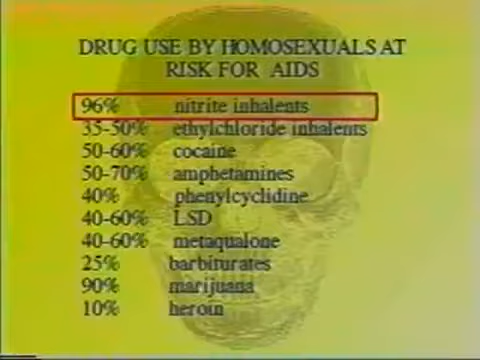 DRUG USE BY HOMOSEXUALS AT
RISK FOR AIDS
96% nitrite inhalents
35-50% ethylchloride inhalents
50-60% cocaine
50-70% amphetamines
40% phenylcyclidine
40-60% LSD
40-60% metaqualone
25% barbiturates
90% marijuana
10% heroin